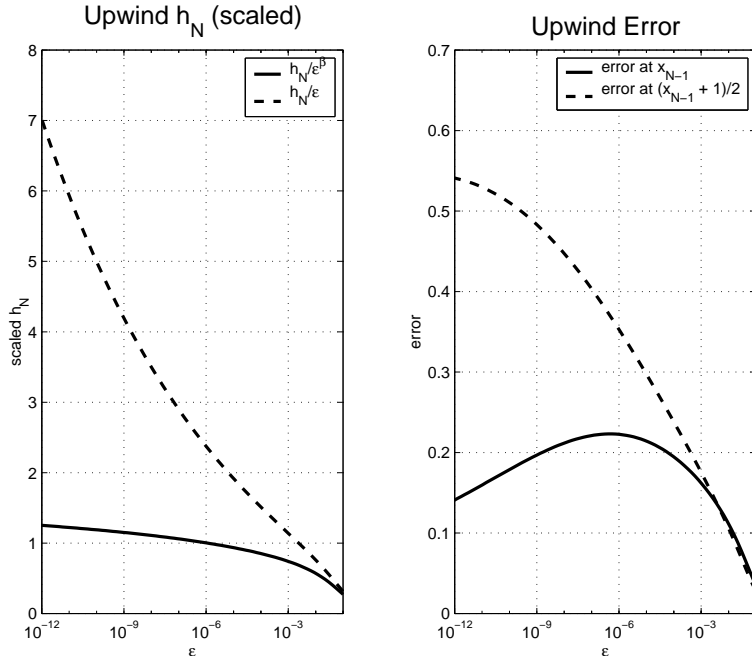 Upwind h_N (scaled)
8
7
6
5
4
3
2
1
0
scaled h_N
10^−12
10^−9
10^−6
10^−3
ε
h_N/ε^β
h_N/ε
Upwind Error
0.7
0.6
0.5
0.4
0.3
0.2
0.1
0
error
10^−12
10^−9
10^−6
10^−3
ε
error at x_{N−1}
error at (x_{N−1} + 1)/2